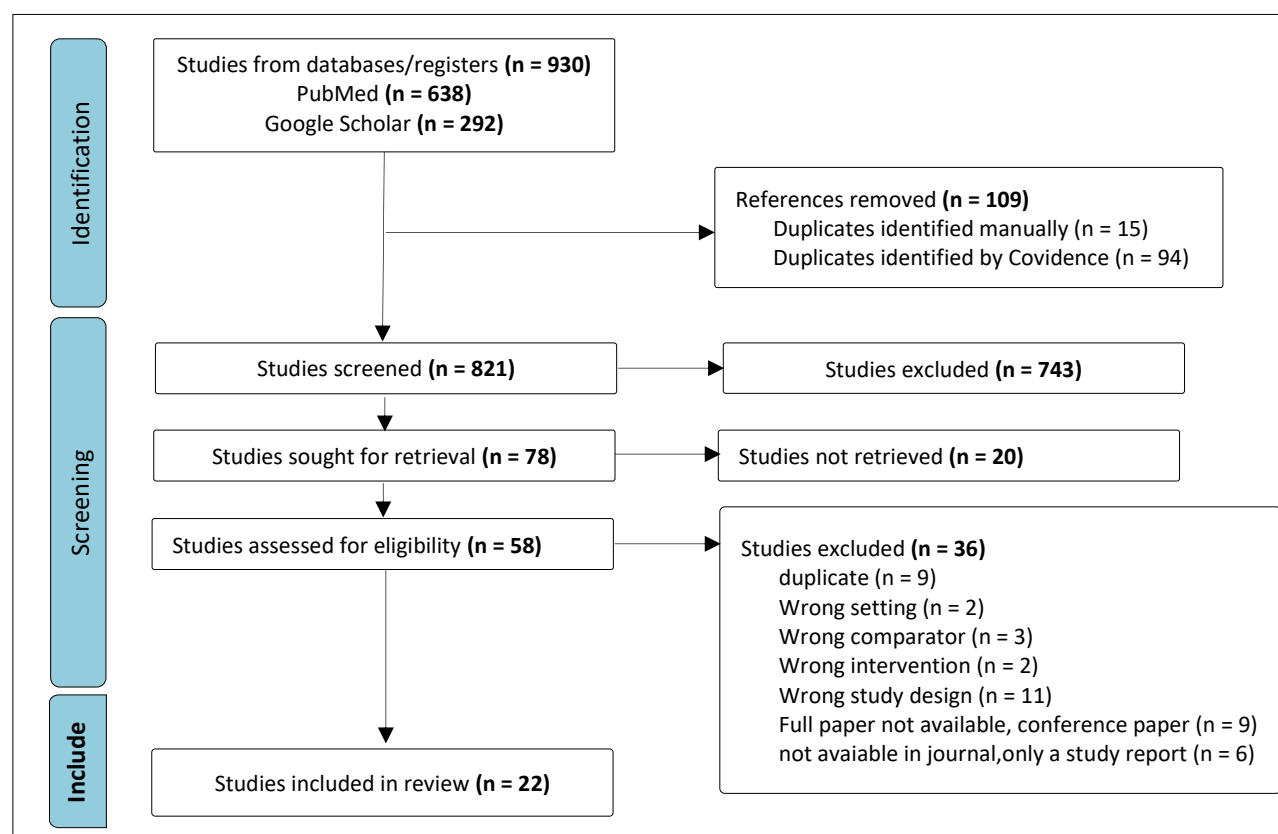 Identification
Studies from databases/registers (n = 930)
PubMed (n = 638)
Google Scholar (n = 292)
References removed (n = 109)
Duplicates identified manually (n = 15)
Duplicates identified by Covidence (n = 94)
Screening
Studies screened (n = 821)
Studies excluded (n = 743)
Studies sought for retrieval (n = 78)
Studies not retrieved (n = 20)
Studies assessed for eligibility (n = 58)
Studies excluded (n = 36)
duplicate (n = 9)
Wrong setting (n = 2)
Wrong comparator (n = 3)
Wrong intervention (n = 2)
Wrong study design (n = 11)
Full paper not available, conference paper (n = 9)
not avaiable in journal,only a study report (n = 6)
Include
Studies included in review (n = 22)